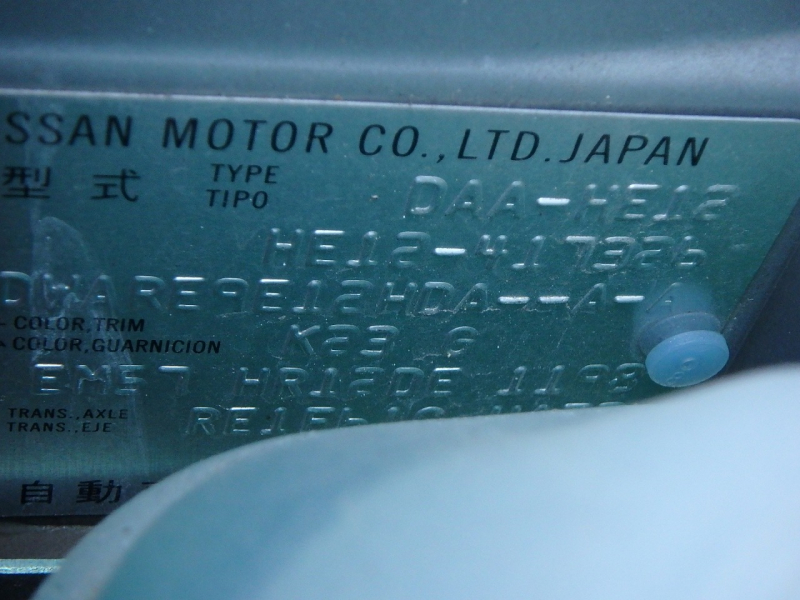 SSAN MOTOR CO.,LTD.JAPAN
型式 TYPE TIPO DAA-HE12
HE12-417326
DWARE9E12HDA--A-A
COLOR,TRIM
COLOR,GUARNICION K23 G
EM57 HR12DE 1198
TRANS.,AXLE
TRANS.,EJE
自動